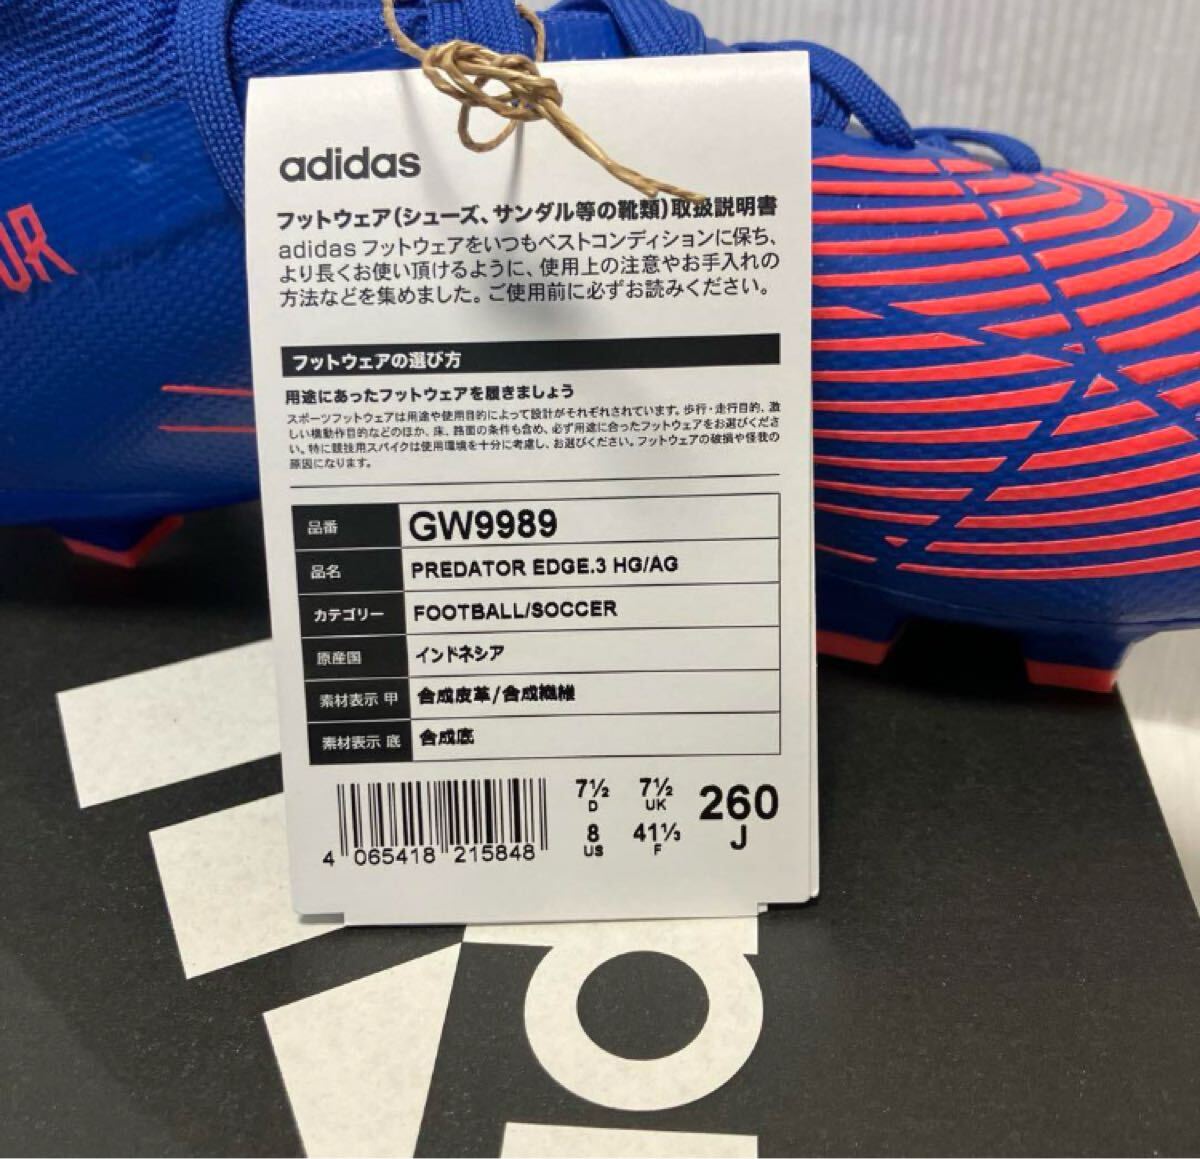 UR
adidas
フットウェア(シューズ、サンダル等の靴類)取扱説明書
adidas フットウェアをいつもベストコンディションに保ち、
より長くお使い頂けるように、使用上の注意やお手入れの
方法などを集めました。ご使用前に必ずお読みください。
フットウェアの選び方
用途にあったフットウェアを履きましょう
スポーツフットウェアは用途や使用目的によって設計がそれぞれされています。歩行・走行目的、激
しい機動作目的などのほか、床、路面の条件も含め、必ず用途に合ったフットウェアをお選びくださ
い。特に競技用スパイクは使用環境を十分に考慮し、お選びください。フットウェアの破損や怪我の
原因になります。
品番 GW9989
品名 PREDATOR EDGE.3 HG/AG
カテゴリー FOOTBALL/SOCCER
原産国 インドネシア
素材表示 甲 合成皮革/合成繊維
素材表示 底 合成底
7½ 7½ 260
D UK J
8 41⅓
US F
4 065418 215848